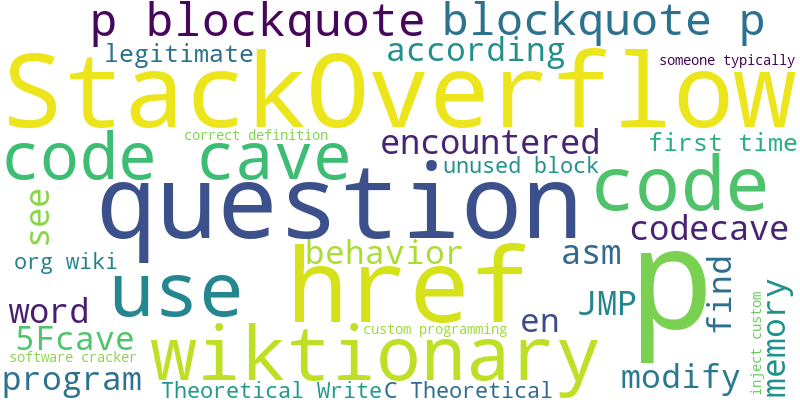 p blockquote
blockquote p
legitimate
according
someone typically
StackOverflow
correct definition
encountered
first time
code cave
unused block
code
question
see
codecave
org wiki
behavior
asm
href
p
find
memory
use
JMP
word
en
inject custom
5Fcave
wiktionary
custom programming
software cracker
program
modify
Theoretical WriteC Theoretical